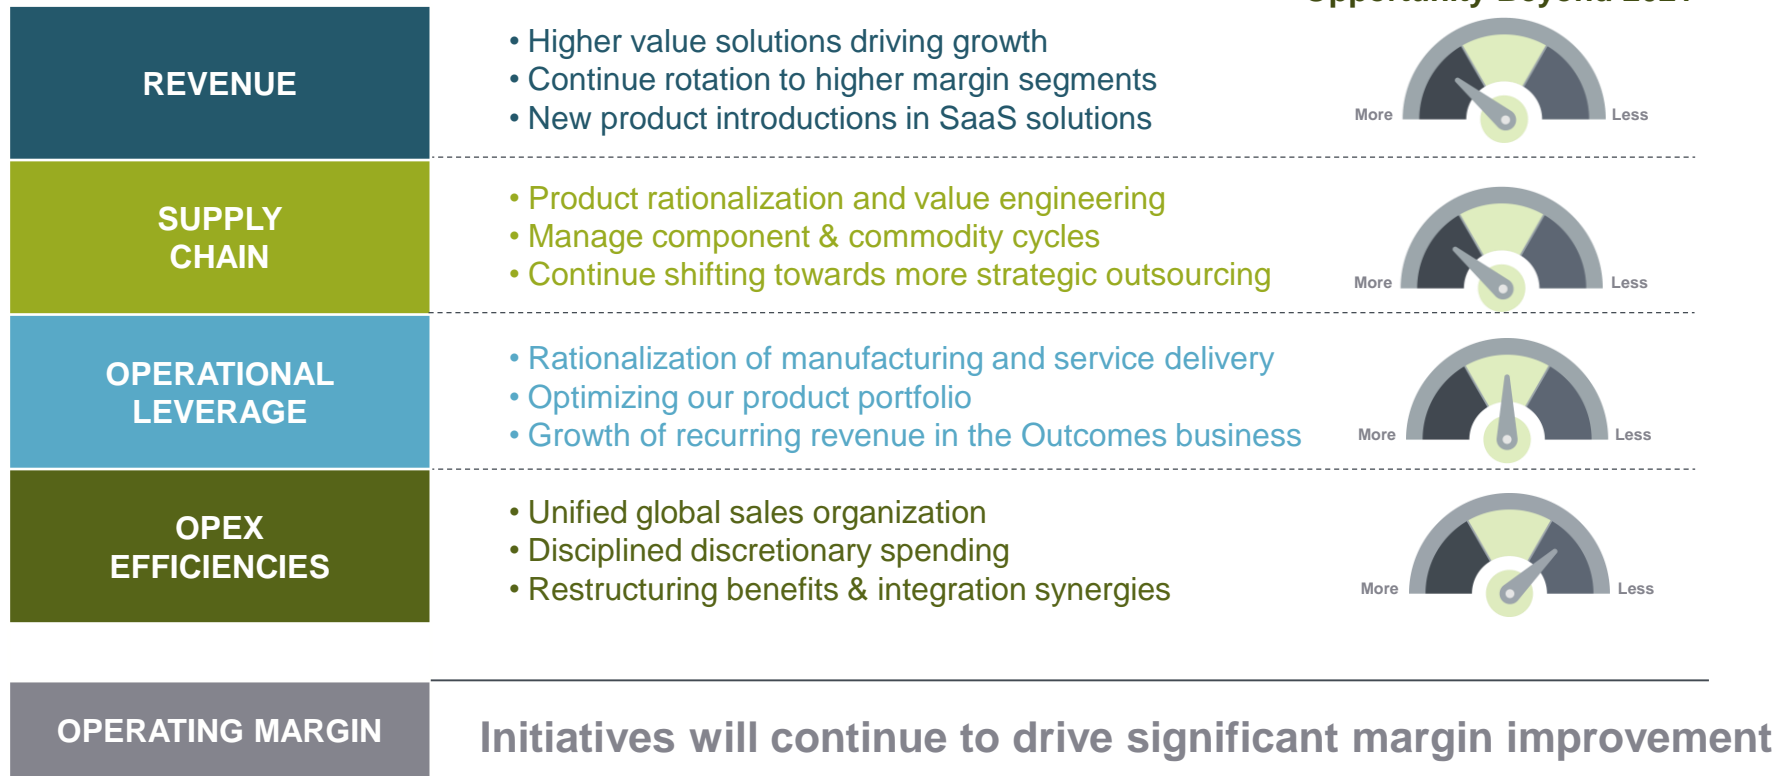 Opportunity Beyond 2021
REVENUE
• Higher value solutions driving growth
• Continue rotation to higher margin segments
• New product introductions in SaaS solutions
More
Less
SUPPLY
CHAIN
• Product rationalization and value engineering
• Manage component & commodity cycles
• Continue shifting towards more strategic outsourcing
More
Less
OPERATIONAL
LEVERAGE
• Rationalization of manufacturing and service delivery
• Optimizing our product portfolio
• Growth of recurring revenue in the Outcomes business
More
Less
OPEX
EFFICIENCIES
• Unified global sales organization
• Disciplined discretionary spending
• Restructuring benefits & integration synergies
More
Less
OPERATING MARGIN
Initiatives will continue to drive significant margin improvement